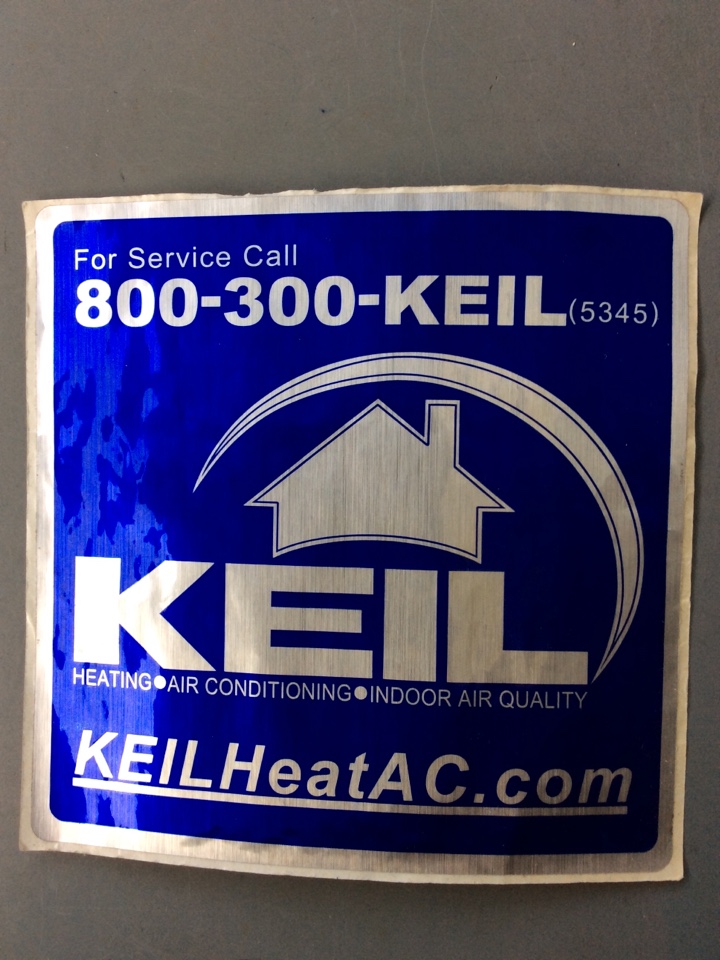 For Service Call
800-300-KEIL(5345)
KEIL
HEATING●AIR CONDITIONING●INDOOR AIR QUALITY
KEILHeatAC.com